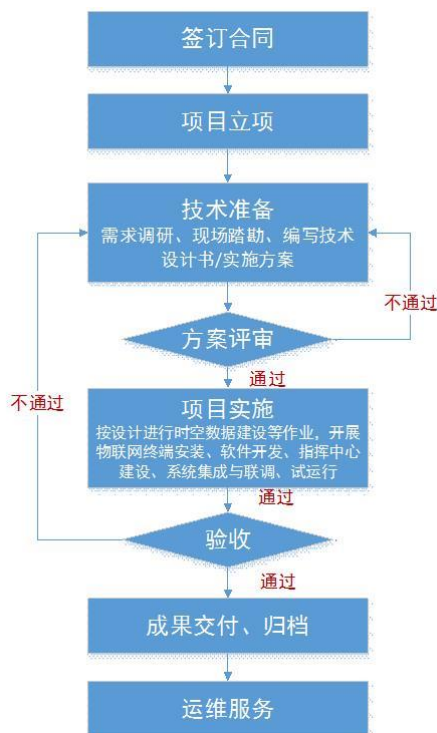 签订合同
项目立项
技术准备
需求调研、现场踏勘、编写技术
设计书/实施方案
不通过
方案评审
通过
不通过
项目实施
按设计进行时空数据建设等作业，开展
物联网终端安装、软件开发、指挥中心
建设、系统集成与联调、试运行
通过
验收
通过
成果交付、归档
运维服务